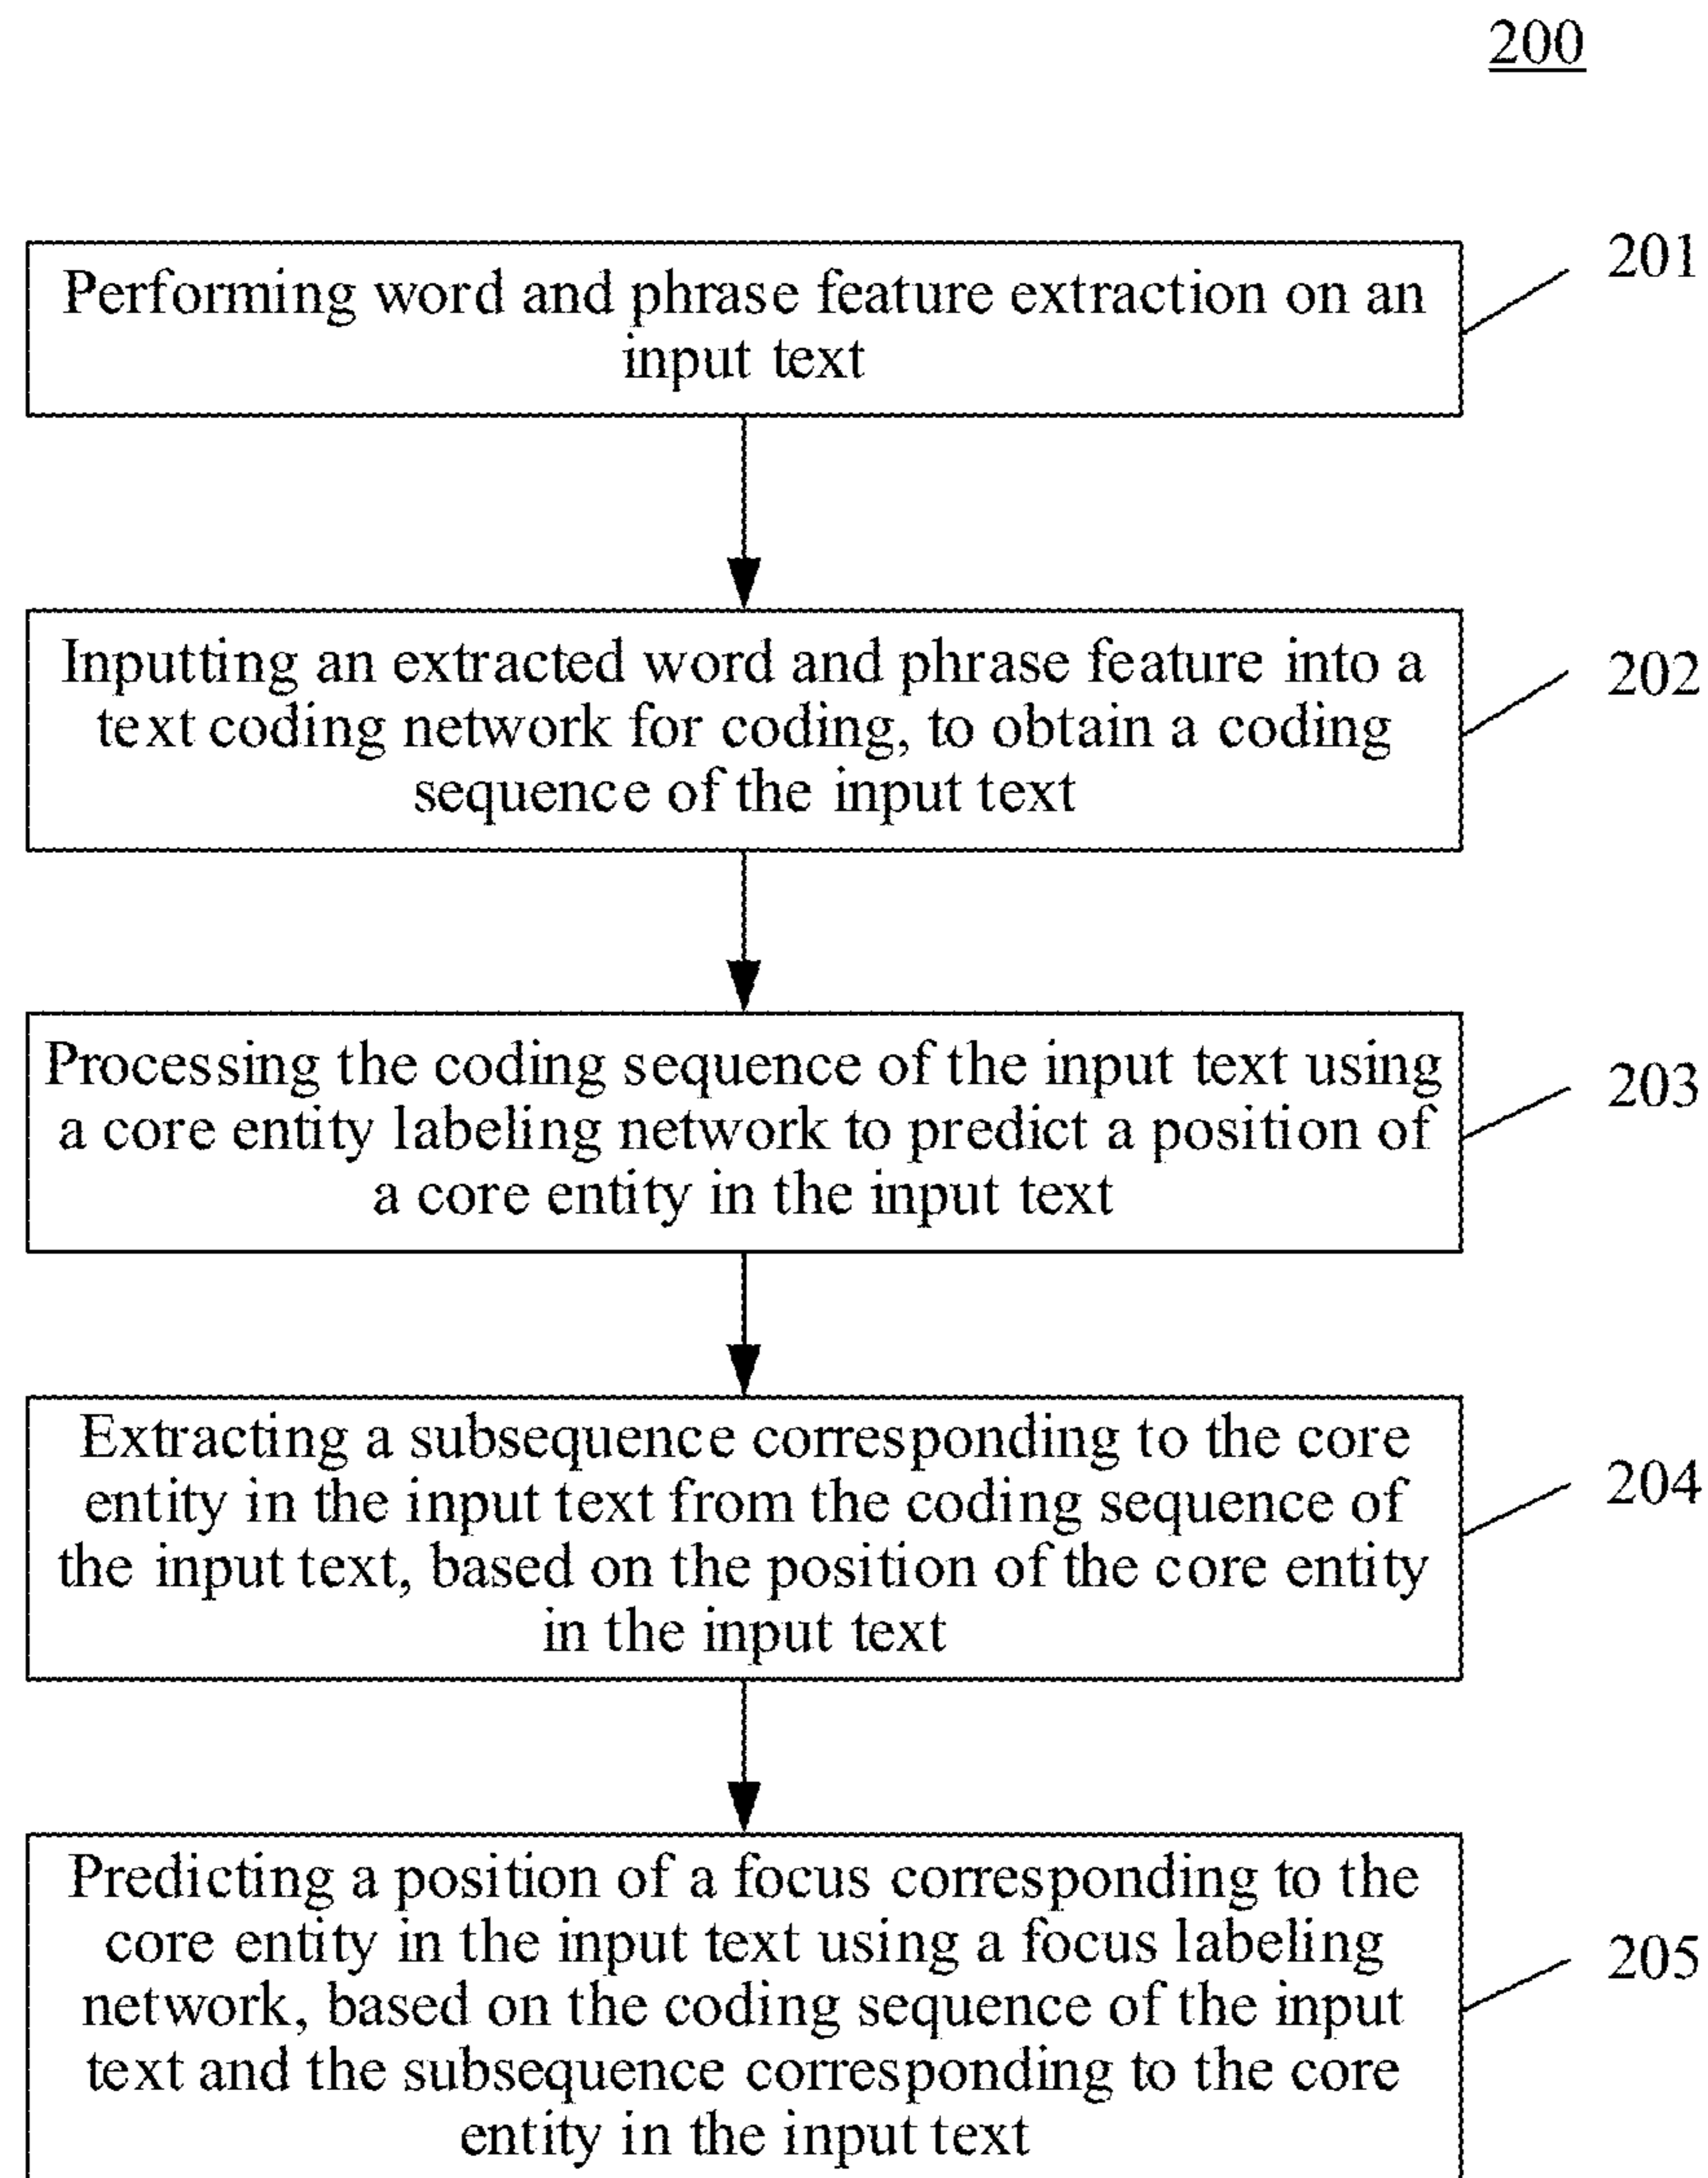 200
Performing word and phrase feature extraction on an
input text
201
Inputting an extracted word and phrase feature into a
text coding network for coding, to obtain a coding
sequence of the input text
202
Processing the coding sequence of the input text using
a core entity labeling network to predict a position of
a core entity in the input text
203
Extracting a subsequence corresponding to the core
entity in the input text from the coding sequence of
the input text, based on the position of the core entity
in the input text
204
Predicting a position of a focus corresponding to the
core entity in the input text using a focus labeling
network, based on the coding sequence of the input
text and the subsequence corresponding to the core
entity in the input text
205